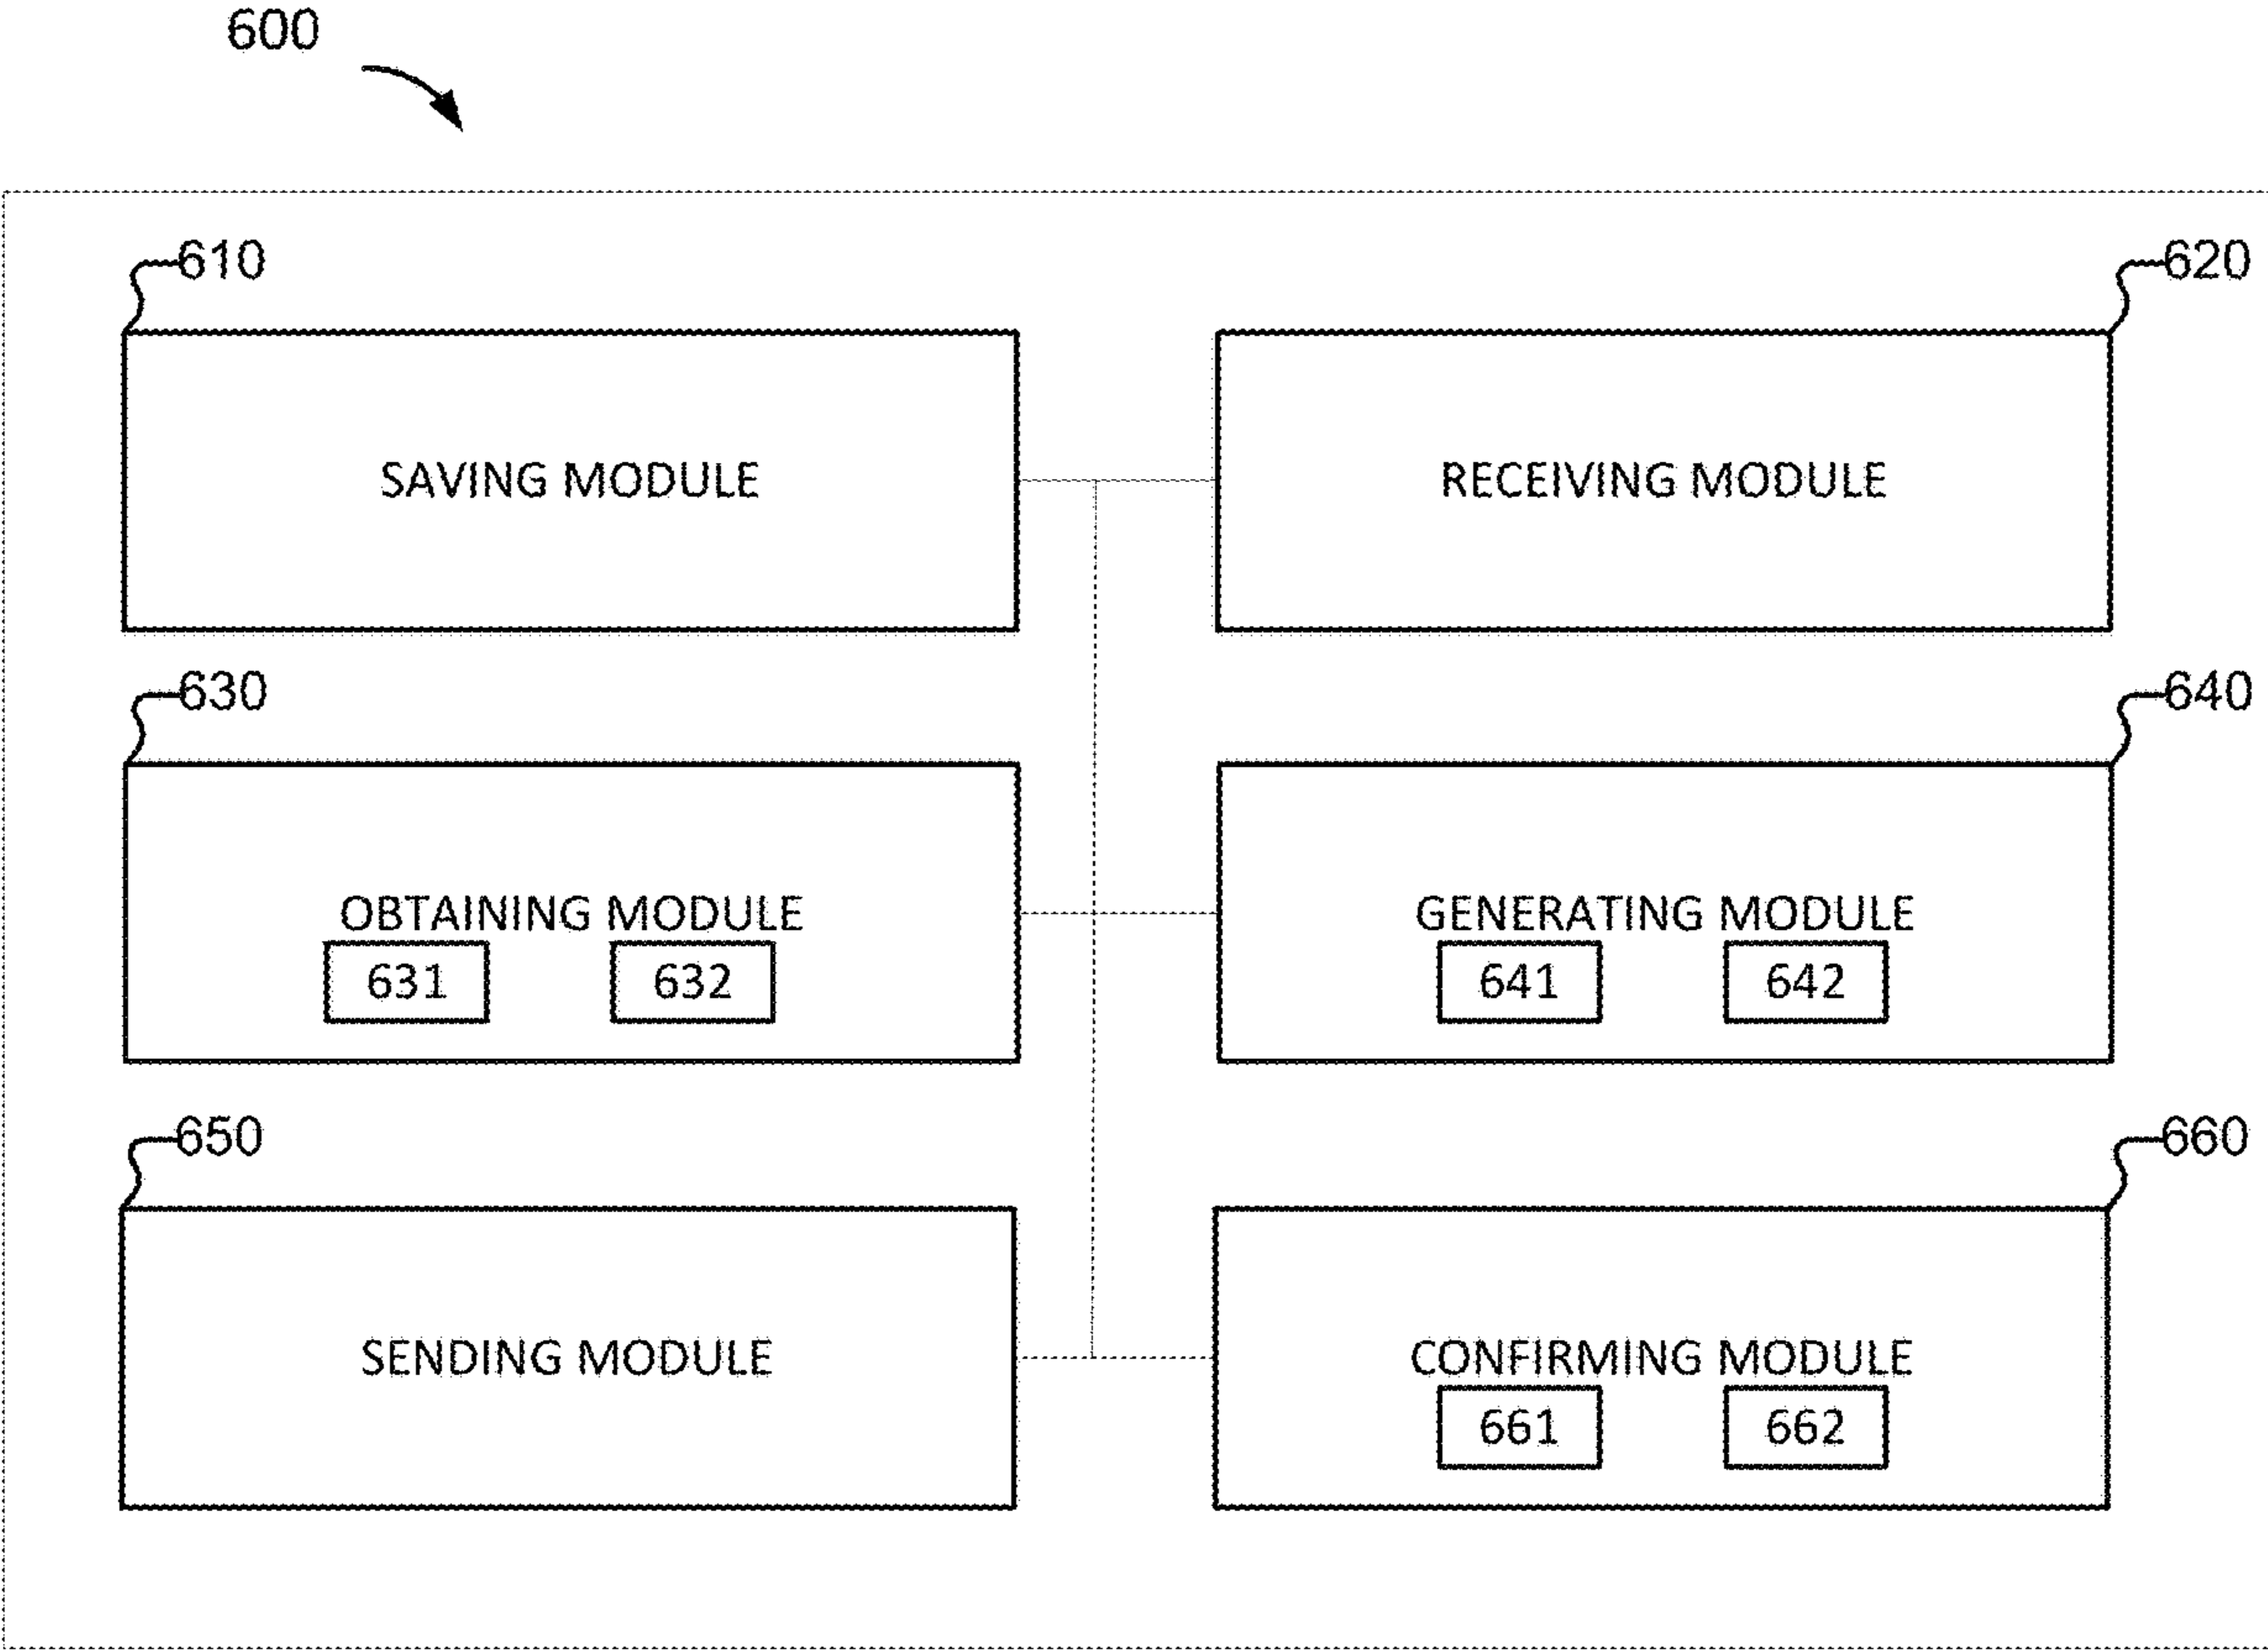 600
610
620
SAVING MODULE
RECEIVING MODULE
630
640
OBTAINING MODULE
631
632
GENERATING MODULE
641
642
650
660
SENDING MODULE
CONFIRMING MODULE
661
662